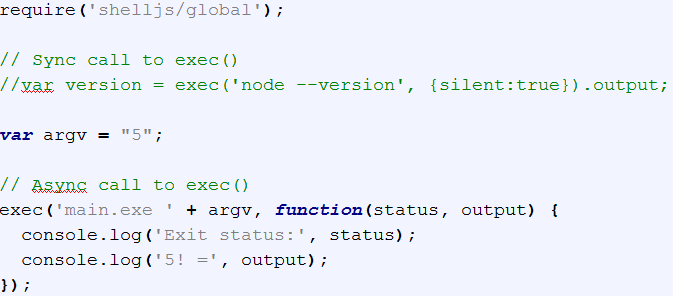 require('shelljs/global');
// Sync call to exec()
//var version = exec('node --version', {silent:true}).output;
var argv = "5";
// Async call to exec()
exec('main.exe ' + argv, function(status, output) {
  console.log('Exit status:', status);
  console.log('5! =', output);
});